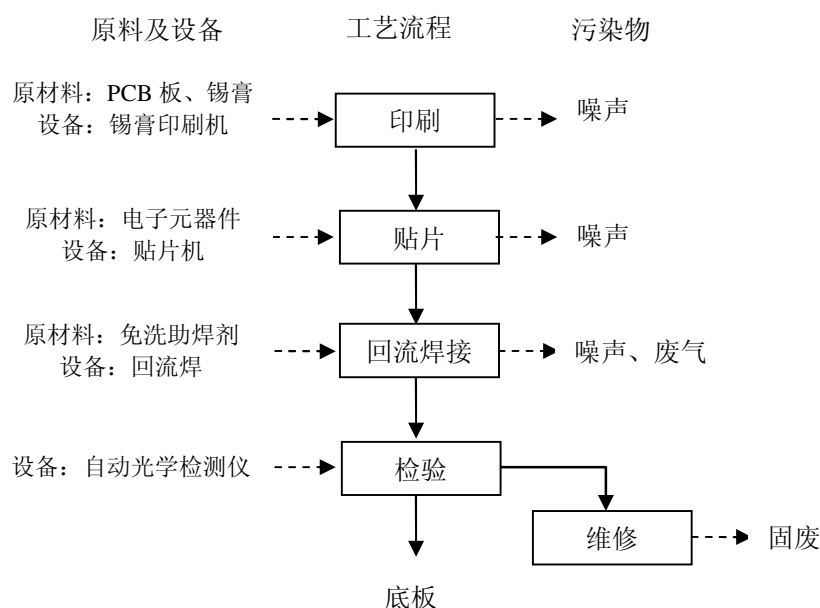 原料及设备 工艺流程 污染物
原材料：PCB 板、锡膏
设备：锡膏印刷机
印刷
噪声
原材料：电子元器件
设备：贴片机
贴片
噪声
原材料：免洗助焊剂
设备：回流焊
回流焊接
噪声、废气
设备：自动光学检测仪
检验
维修
固废
底板